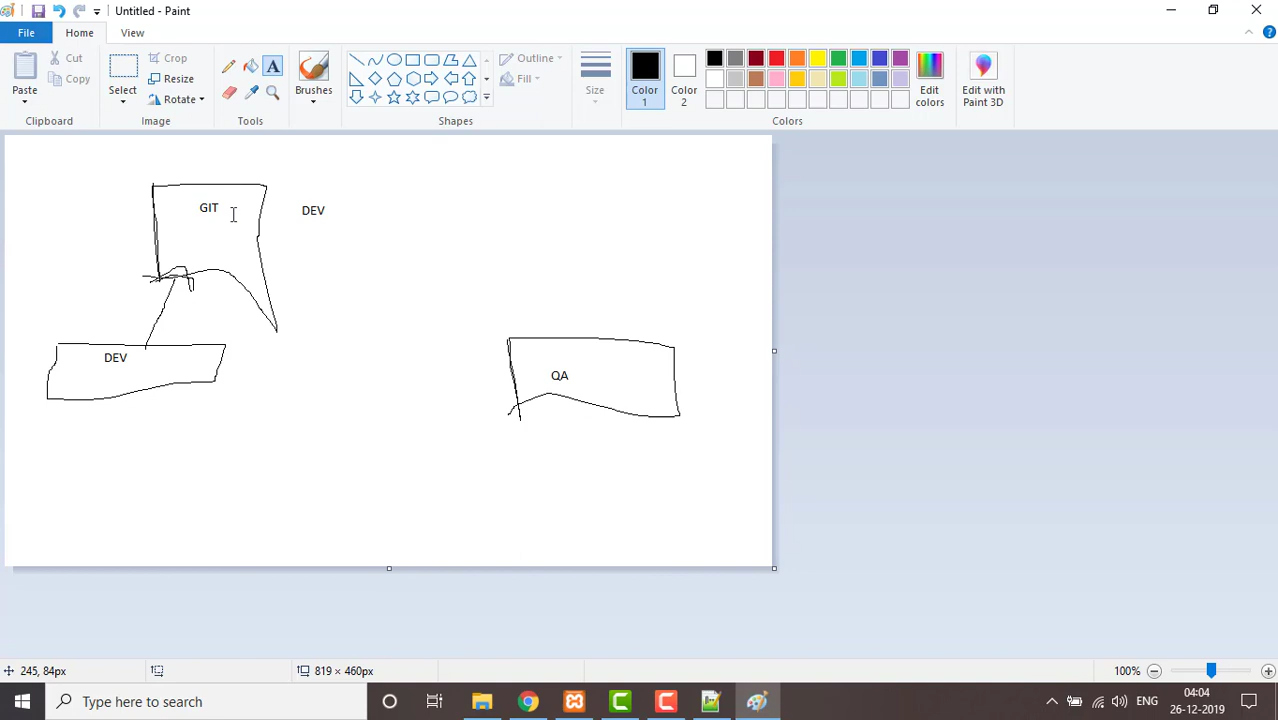 Untitled - Paint
File
Home
View
Paste
Cut
Copy
Clipboard
Select
Crop
Resize
Rotate
Image
A
Tools
Brushes
Shapes
Outline
Fill
Size
Color
1
Color
2
Edit
colors
Colors
Edit with
Paint 3D
GIT
DEV
DEV
QA
245, 84px
819 × 460px
100%
Type here to search
ENG
04:04
26-12-2019